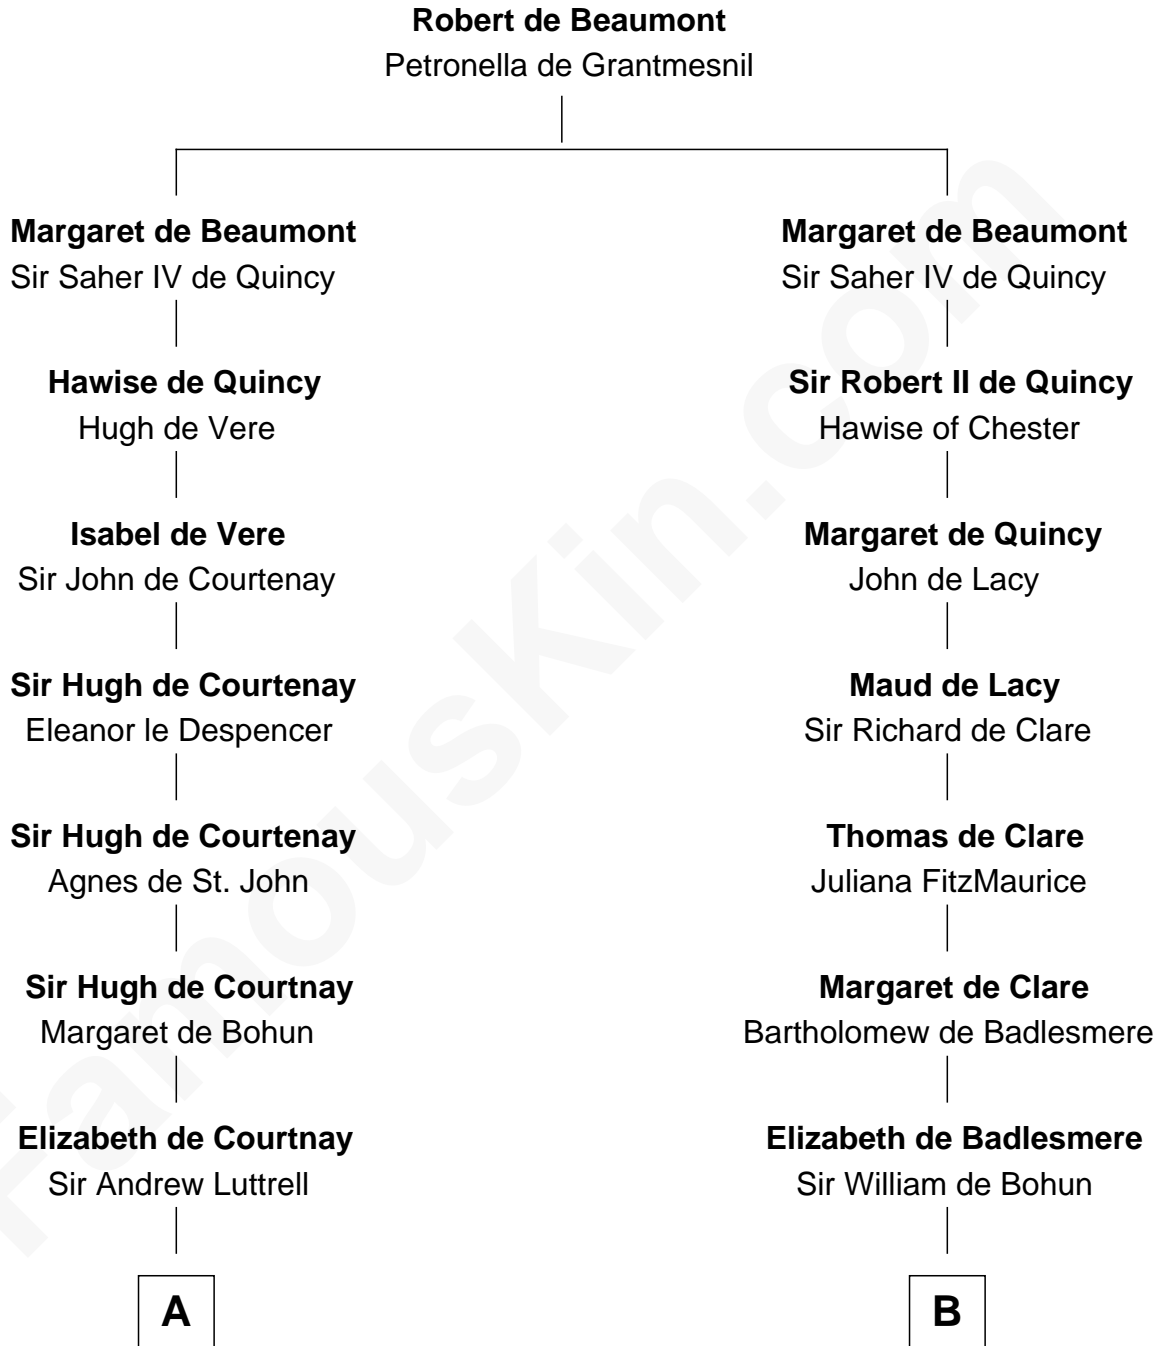 Robert de Beaumont
Petronella de Grantmesnil
Margaret de Beaumont
Sir Saher IV de Quincy
Hawise de Quincy
Hugh de Vere
Isabel de Vere
Sir John de Courtenay
Sir Hugh de Courtenay
Eleanor le Despencer
Sir Hugh de Courtenay
Agnes de St. John
Sir Hugh de Courtnay
Margaret de Bohun
Elizabeth de Courtnay
Sir Andrew Luttrell
A
Margaret de Beaumont
Sir Saher IV de Quincy
Sir Robert II de Quincy
Hawise of Chester
Margaret de Quincy
John de Lacy
Maud de Lacy
Sir Richard de Clare
Thomas de Clare
Juliana FitzMaurice
Margaret de Clare
Bartholomew de Badlesmere
Elizabeth de Badlesmere
Sir William de Bohun
B
FamousKin.com